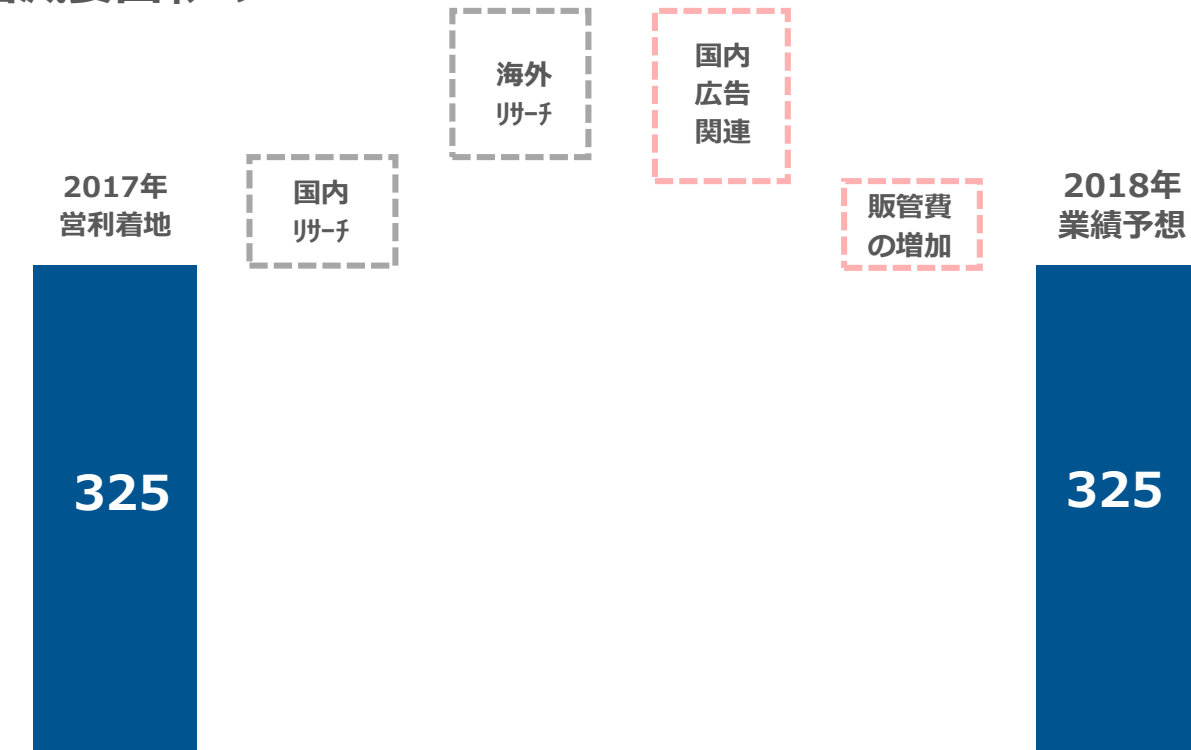 海外
ﾘｻｰﾁ
国内
広告
関連
2017年
営利着地
国内
ﾘｻｰﾁ
販管費
の増加
2018年
業績予想
325
325